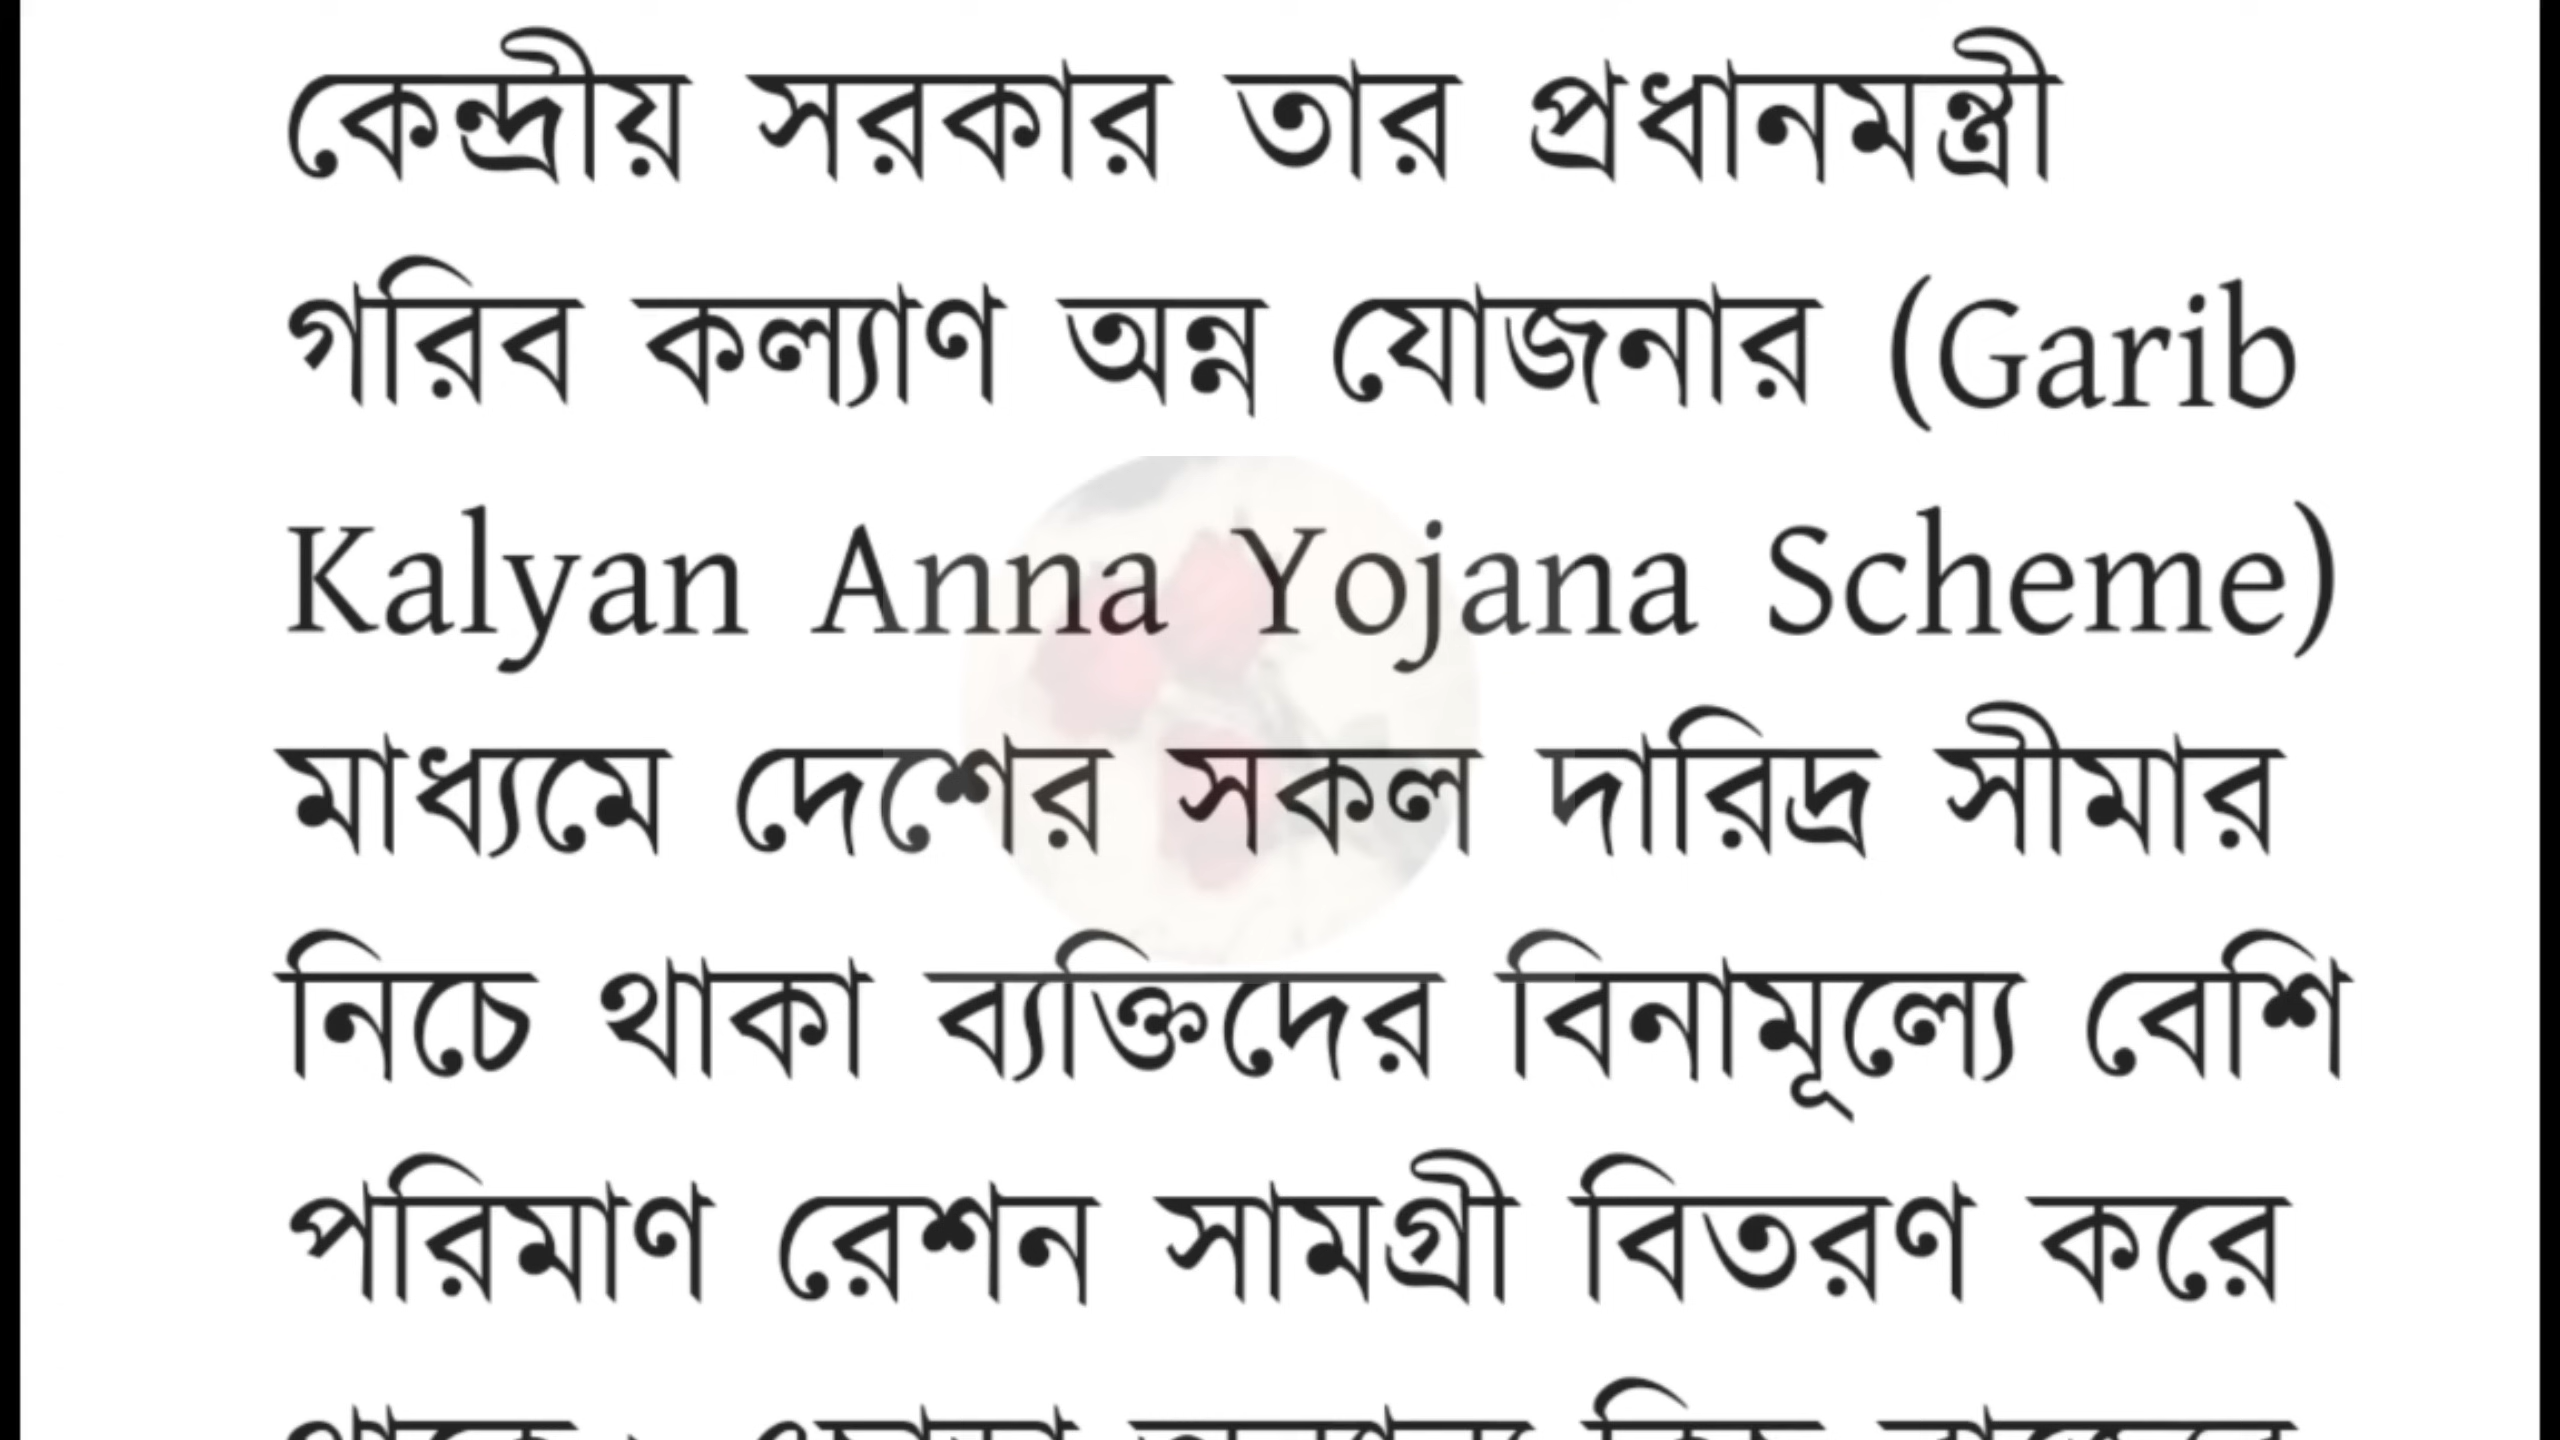 কেন্দ্রীয় সরকার তার প্রধানমন্ত্রী
গরিব কল্যাণ অন্ন যোজনার (Garib
Kalyan Anna Yojana Scheme)
মাধ্যমে দেশের সকল দারিদ্র সীমার
নিচে থাকা ব্যক্তিদের বিনামূল্যে বেশি
পরিমাণ রেশন সামগ্রী বিতরণ করে